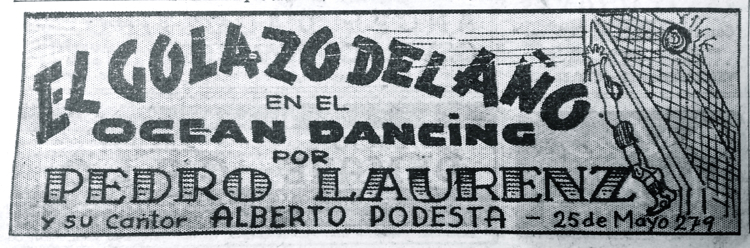 EL GOLAZO DEL AÑO
EN EL
OCEAN DANCING
POR
PEDRO LAURENZ
y su Cantor ALBERTO PODESTA - 25 de Mayo 279